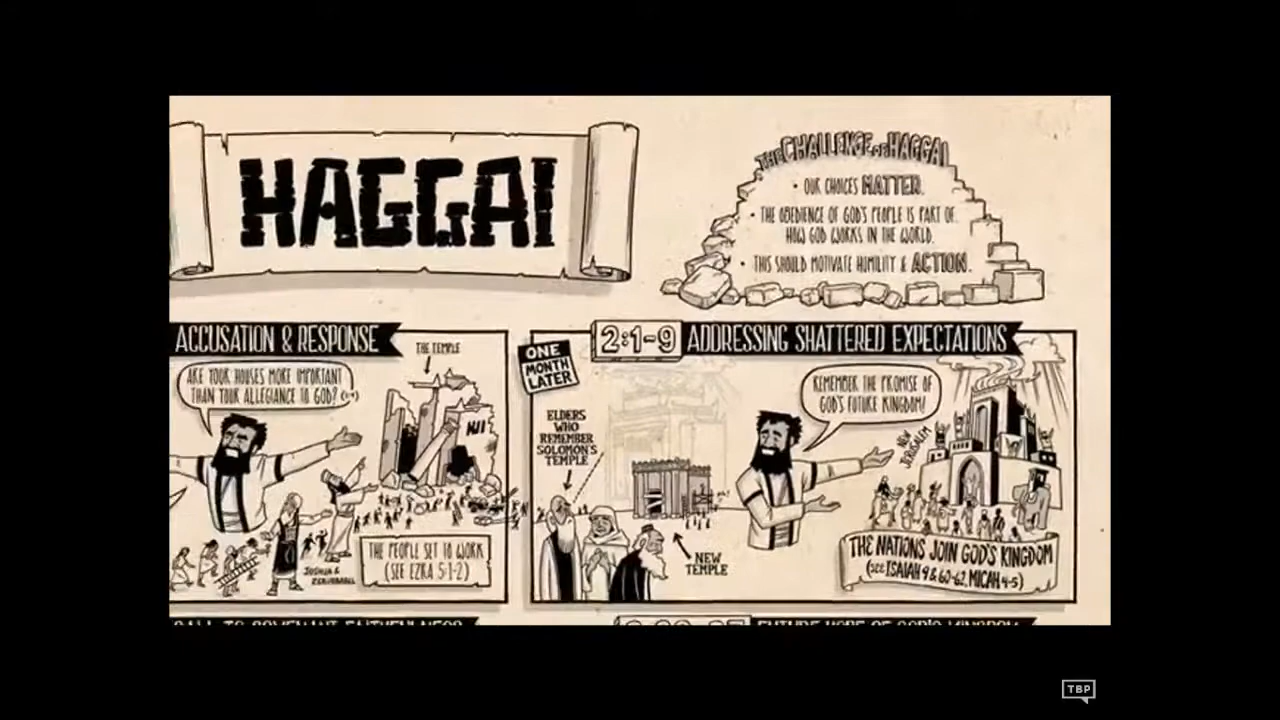 HAGGAI
THE CHALLENGE OF HAGGAI
• OUR CHOICES MATTER.
• THE OBEDIENCE OF GOD'S PEOPLE IS PART OF
HOW GOD WORKS IN THE WORLD.
• THIS SHOULD MOTIVATE HUMILITY & ACTION.
ACCUSATION & RESPONSE
THE TEMPLE
ARE YOUR HOUSES MORE IMPORTANT
THAN YOUR ALLEGIANCE TO GOD?
JOSHUA &
ZERUBBABEL
THE PEOPLE SET TO WORK
(SEE EZRA 5:1-2)
ONE
MONTH
LATER
2:1-9 ADDRESSING SHATTERED EXPECTATIONS
ELDERS
WHO
REMEMBER
SOLOMON'S
TEMPLE
NEW
TEMPLE
REMEMBER THE PROMISE OF
GOD'S FUTURE KINGDOM!
NEW
JERUSALEM
THE NATIONS JOIN GOD'S KINGDOM
(SEE ISAIAH 9 & 60-62, MICAH 4-5)
CALL TO COVENANT FAITHFULNESS
FUTURE HOPE OF GOD'S KINGDOM
TBP